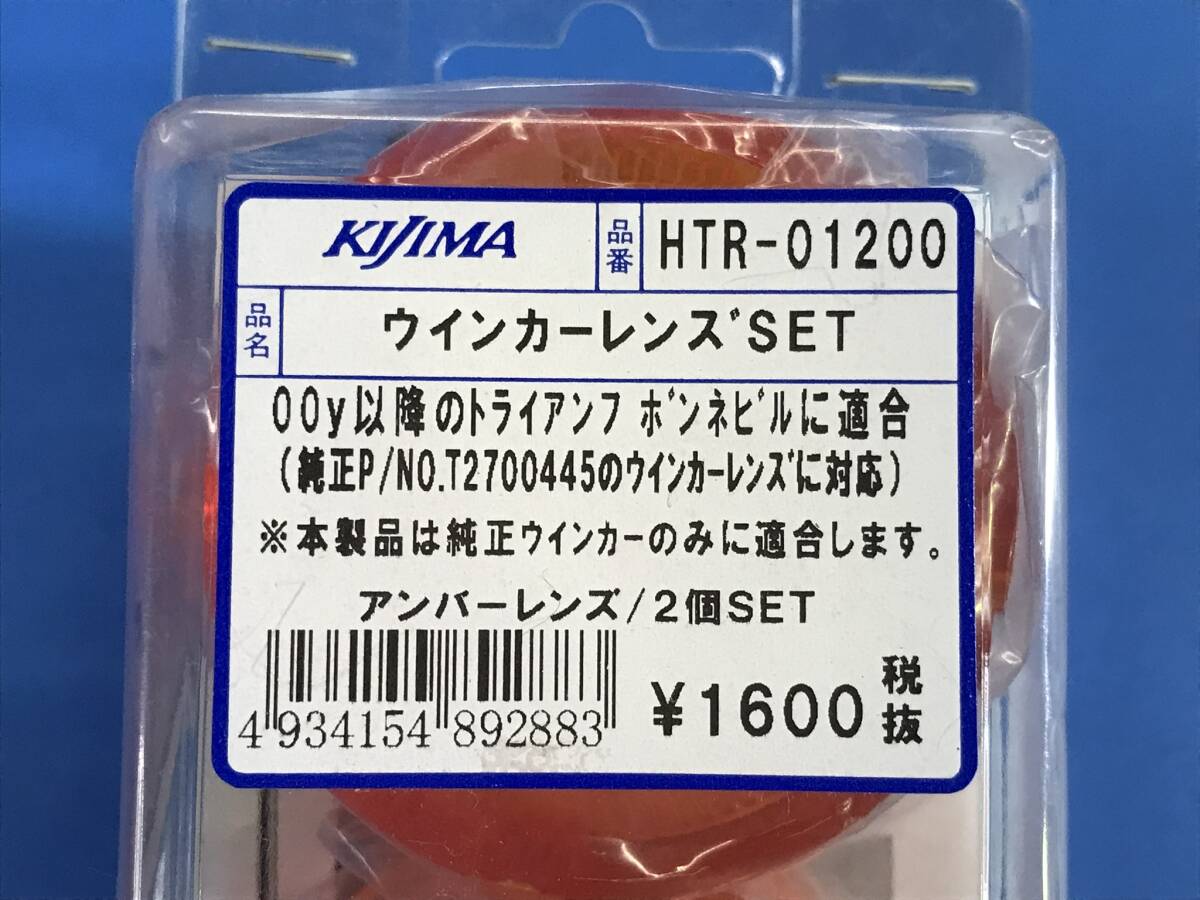 KIJIMA 品番 HTR-01200
品名 ウインカーレンズSET
00y以降のトライアンフ ボンネビルに適合
(純正P/NO.T2700445のウインカーレンズに対応)
※本製品は純正ウインカーのみに適合します。
アンバーレンズ/2個SET
¥1600 税抜
4 934154 892883